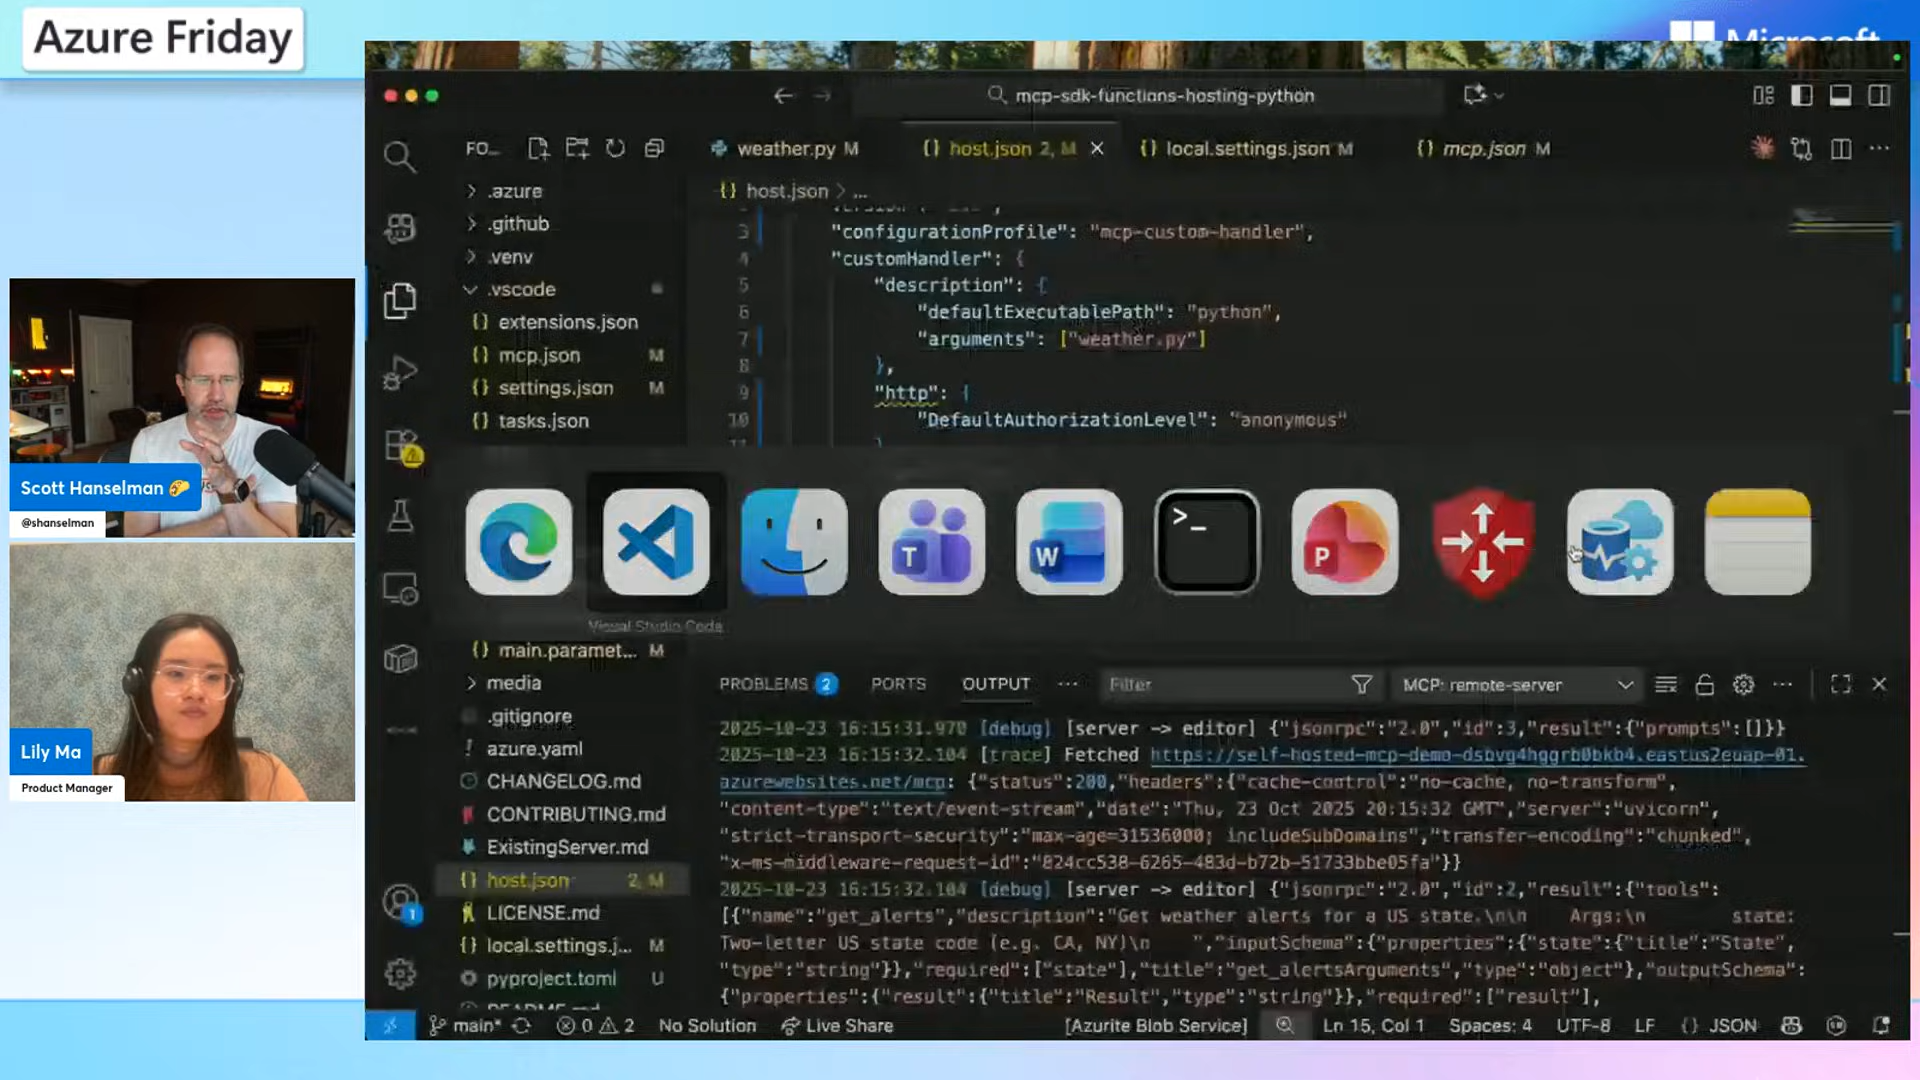 Azure Friday
Microsoft
mcp-sdk-functions-hosting-python
FO...
weather.py M
{} host.json 2, M
{} local.settings.json M
{} mcp.json M
{} host.json > ...
> .azure
> .github
> .venv
.vscode
{} extensions.json
{} mcp.json M
{} settings.json M
{} tasks.json
3 "configurationProfile": "mcp-custom-handler",
4 "customHandler": {
5 "description": {
6 "defaultExecutablePath": "python",
7 "arguments": ["weather.py"]
8 },
9 "http": {
10 "DefaultAuthorizationLevel": "anonymous"
11 }
Scott Hanselman
@shanselman
Lily Ma
Product Manager
T
W
>_
P
Visual Studio Code
{} main.paramet... M
> media
.gitignore
! azure.yaml
CHANGELOG.md
CONTRIBUTING.md
ExistingServer.md
{} host.json 2, M
LICENSE.md
{} local.settings.j... M
pyproject.toml U
README.md
PROBLEMS 2
PORTS
OUTPUT
...
Filter
MCP: remote-server
2025-10-23 16:15:31.970 [debug] [server -> editor] {"jsonrpc":"2.0","id":3,"result":{"prompts":[]}}
2025-10-23 16:15:32.104 [trace] Fetched https://self-hosted-mcp-demo-dsbvg4hggrb0bkb4.eastus2euap-01.
azurewebsites.net/mcp: {"status":200,"headers":{"cache-control":"no-cache, no-transform",
"content-type":"text/event-stream","date":"Thu, 23 Oct 2025 20:15:32 GMT","server":"uvicorn",
"strict-transport-security":"max-age=31536000; includeSubDomains","transfer-encoding":"chunked",
"x-ms-middleware-request-id":"824cc538-6265-483d-b72b-51733bbe05fa"}}
2025-10-23 16:15:32.104 [debug] [server -> editor] {"jsonrpc":"2.0","id":2,"result":{"tools":
[{"name":"get_alerts","description":"Get weather alerts for a US state.\n\n Args:\n state:
Two-letter US state code (e.g. CA, NY)\n ","inputSchema":{"properties":{"state":{"title":"State",
"type":"string"}},"required":["state"],"title":"get_alertsArguments","type":"object"},"outputSchema":
{"properties":{"result":{"title":"Result","type":"string"}},"required":["result"],
1
main*
0
2
No Solution
Live Share
[Azurite Blob Service]
Ln 15, Col 1
Spaces: 4
UTF-8
LF
{} JSON